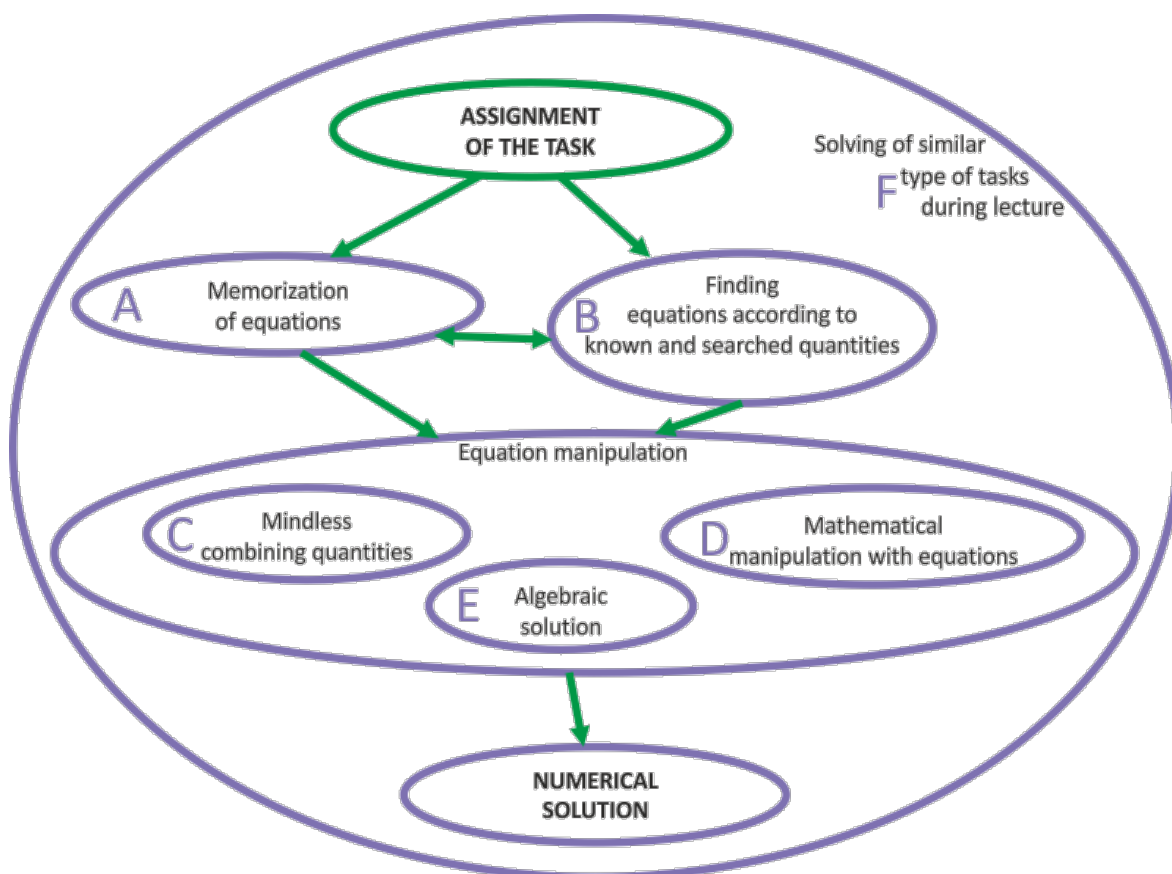 ASSIGNMENT
OF THE TASK
Solving of similar
F type of tasks
during lecture
A Memorization
of equations
Finding
B equations according to
known and searched quantities
Equation manipulation
C Mindless
combining quantities
D Mathematical
manipulation with equations
E Algebraic
solution
NUMERICAL
SOLUTION